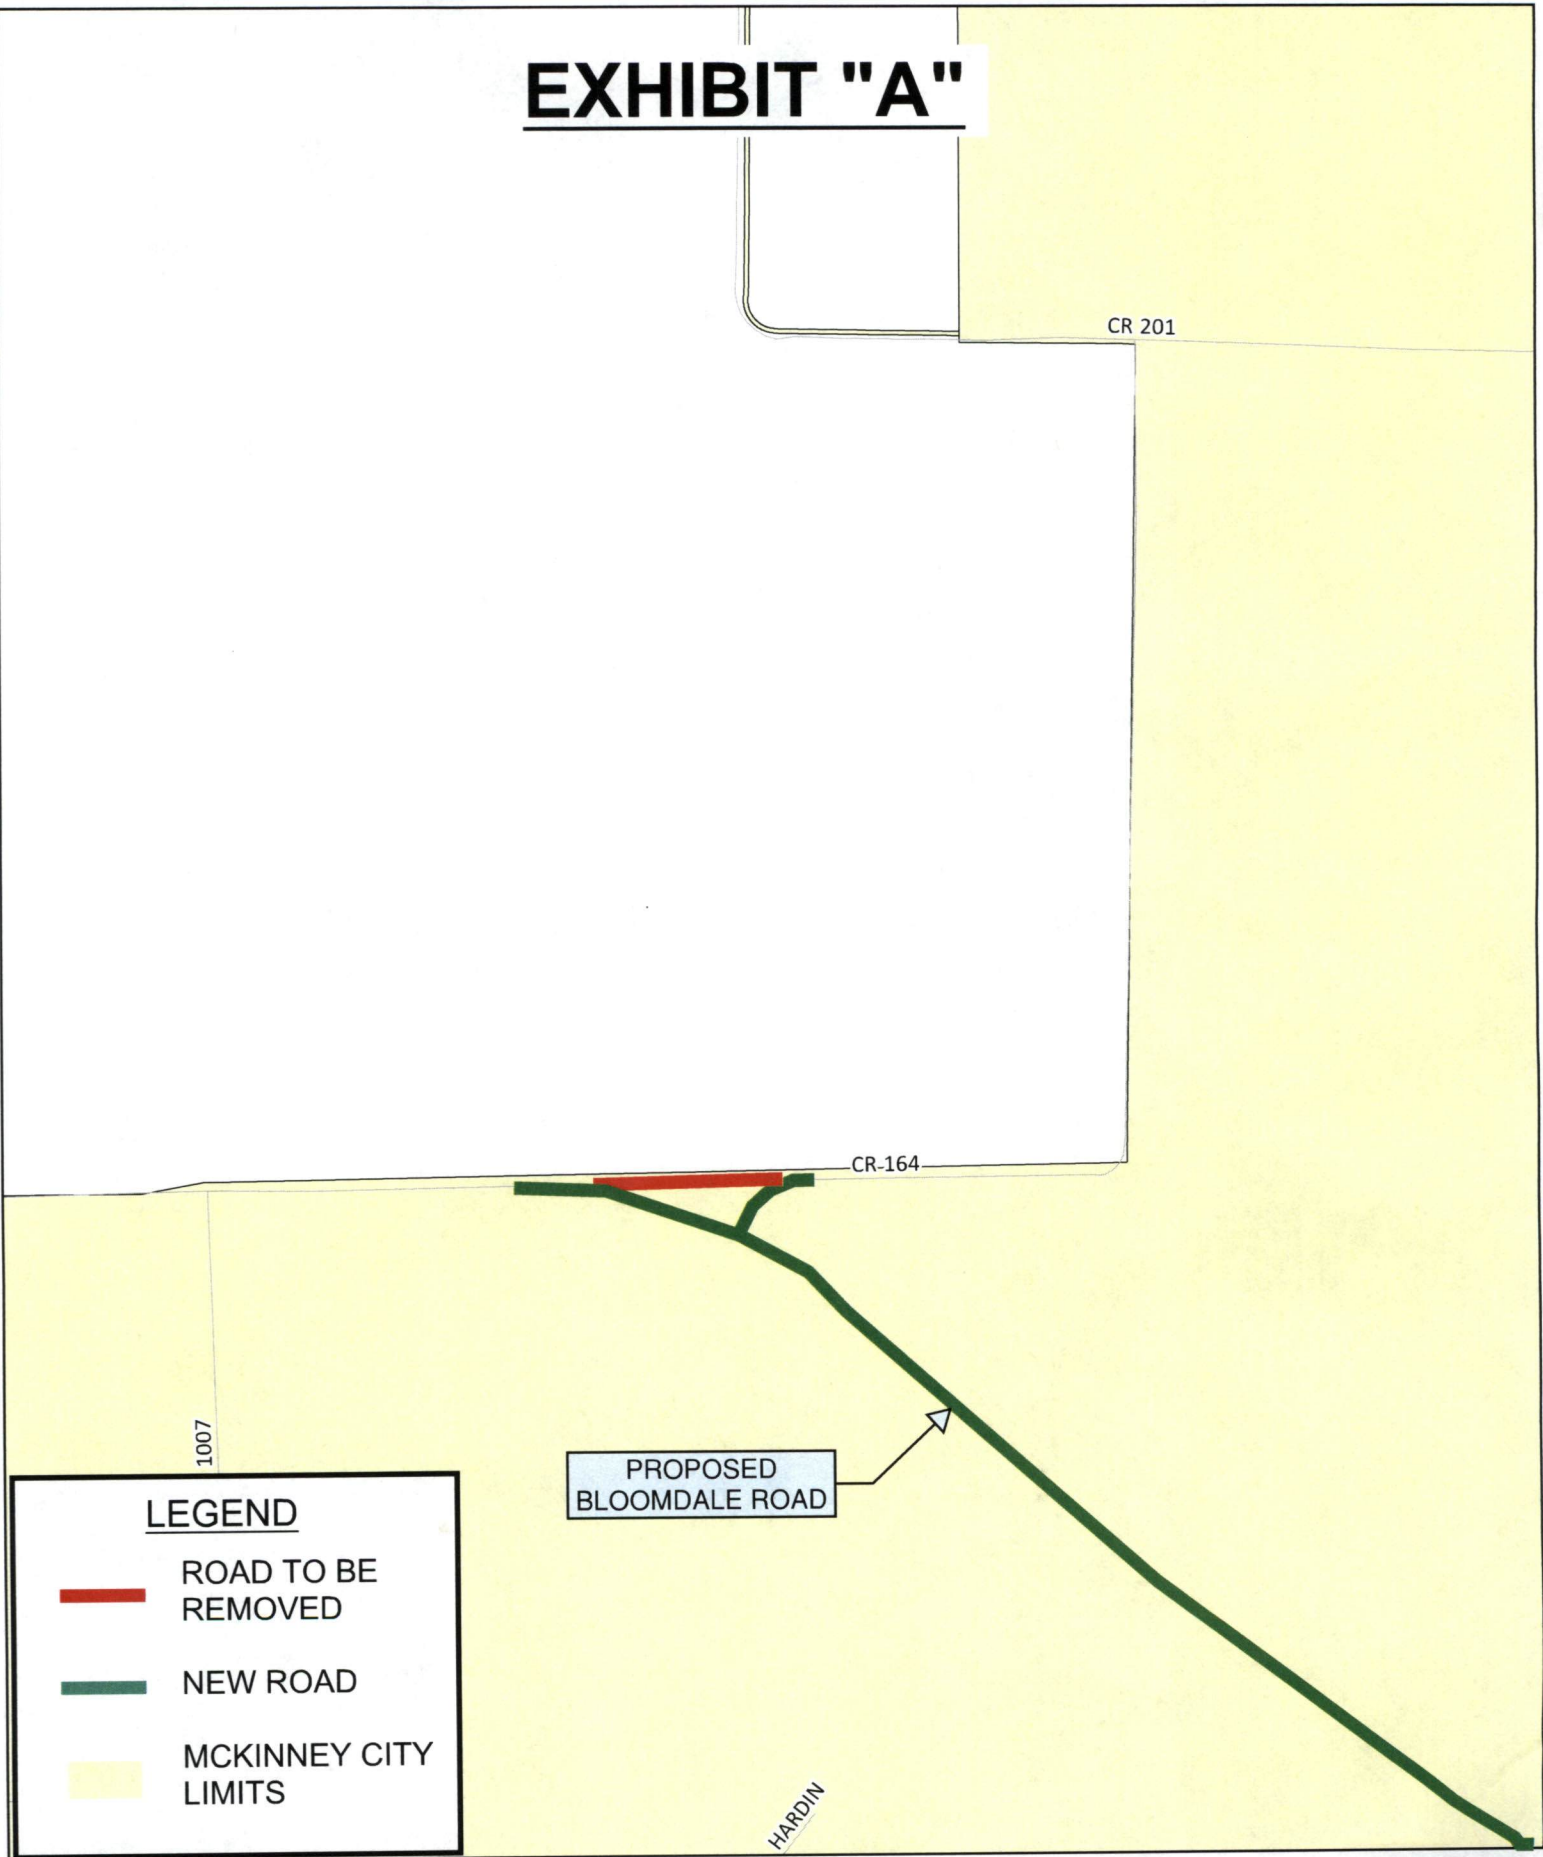 EXHIBIT "A"
CR 201
CR-164
1007
PROPOSED
BLOOMDALE ROAD
LEGEND
ROAD TO BE
REMOVED
NEW ROAD
MCKINNEY CITY
LIMITS
HARDIN